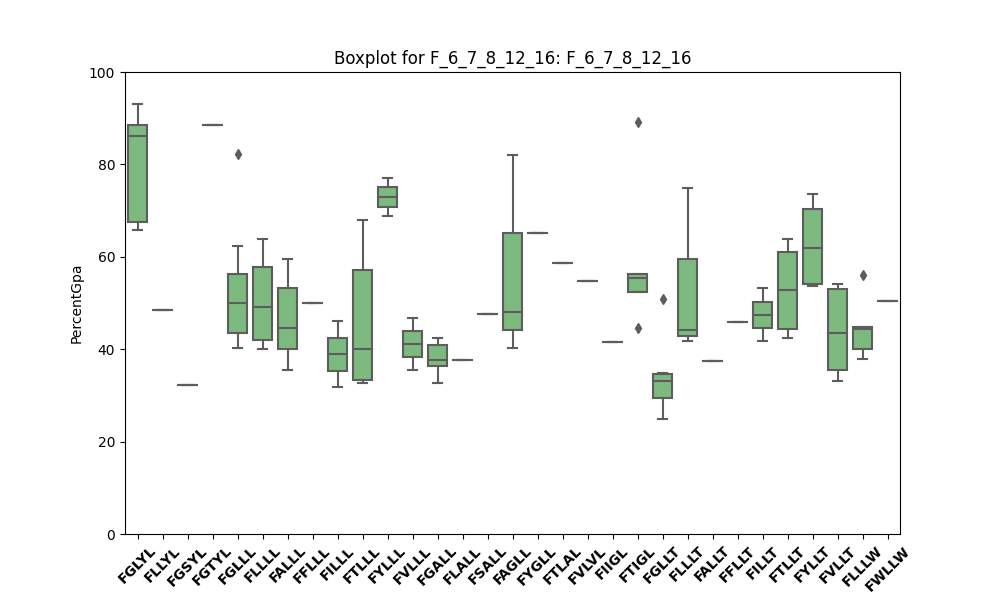 Boxplot for F_6_7_8_12_16: F_6_7_8_12_16
100
80
60
40
20
0
PercentGpa
FGLYL FLLYL FGSYL FGTYL FGLLL FLLLL FALLL FFLLL FILLL FTLLL FYLLL FVLLL FGALL FLALL FSALL FAGLL FYGLL FTLAL FVLVL FIIGL FTIGL FGLLT FLLLT FALLT FFLLT FILLT FTLLT FYLLT FVLLT FLLLW FWLLW